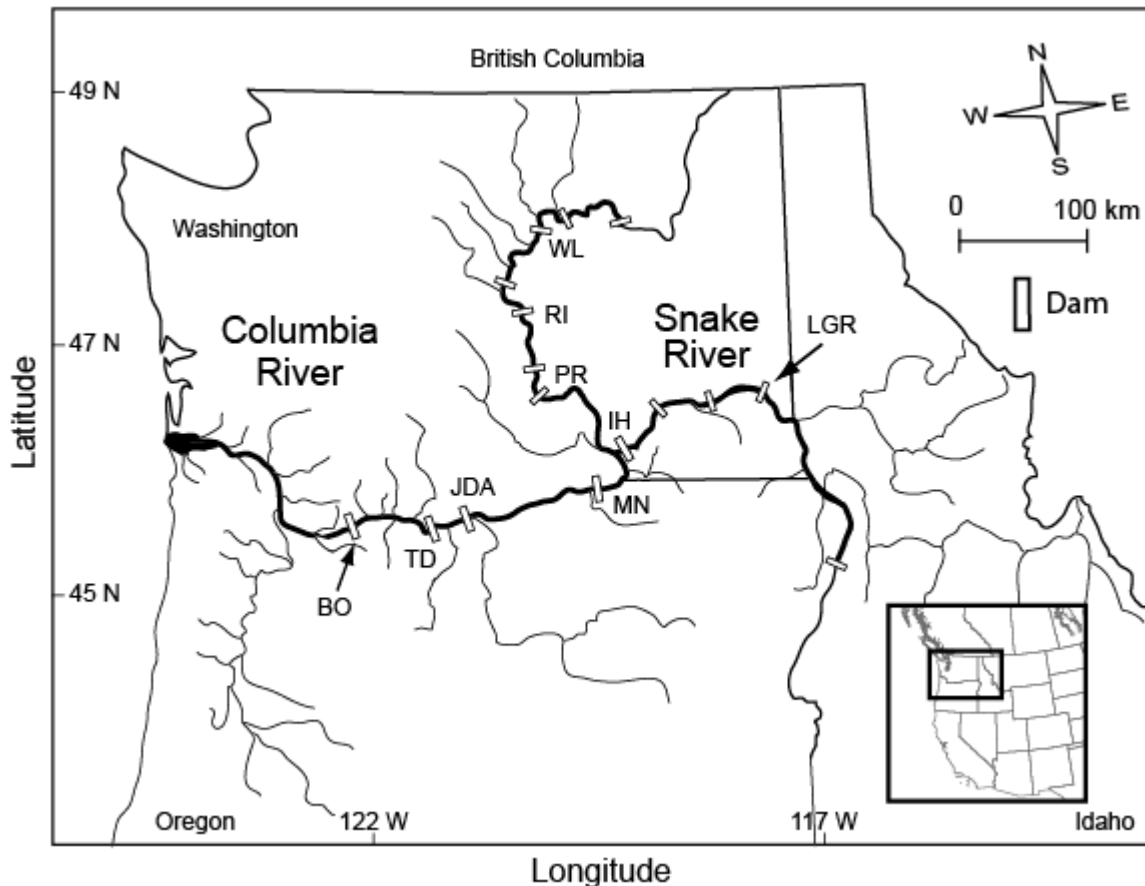 British Columbia
49 N
N
W
E
S
0
100 km
Washington
WL
Dam
RI
Snake
River
LGR
Columbia
River
47 N
PR
IH
Latitude
JDA
MN
TD
BO
45 N
Oregon
122 W
117 W
Idaho
Longitude